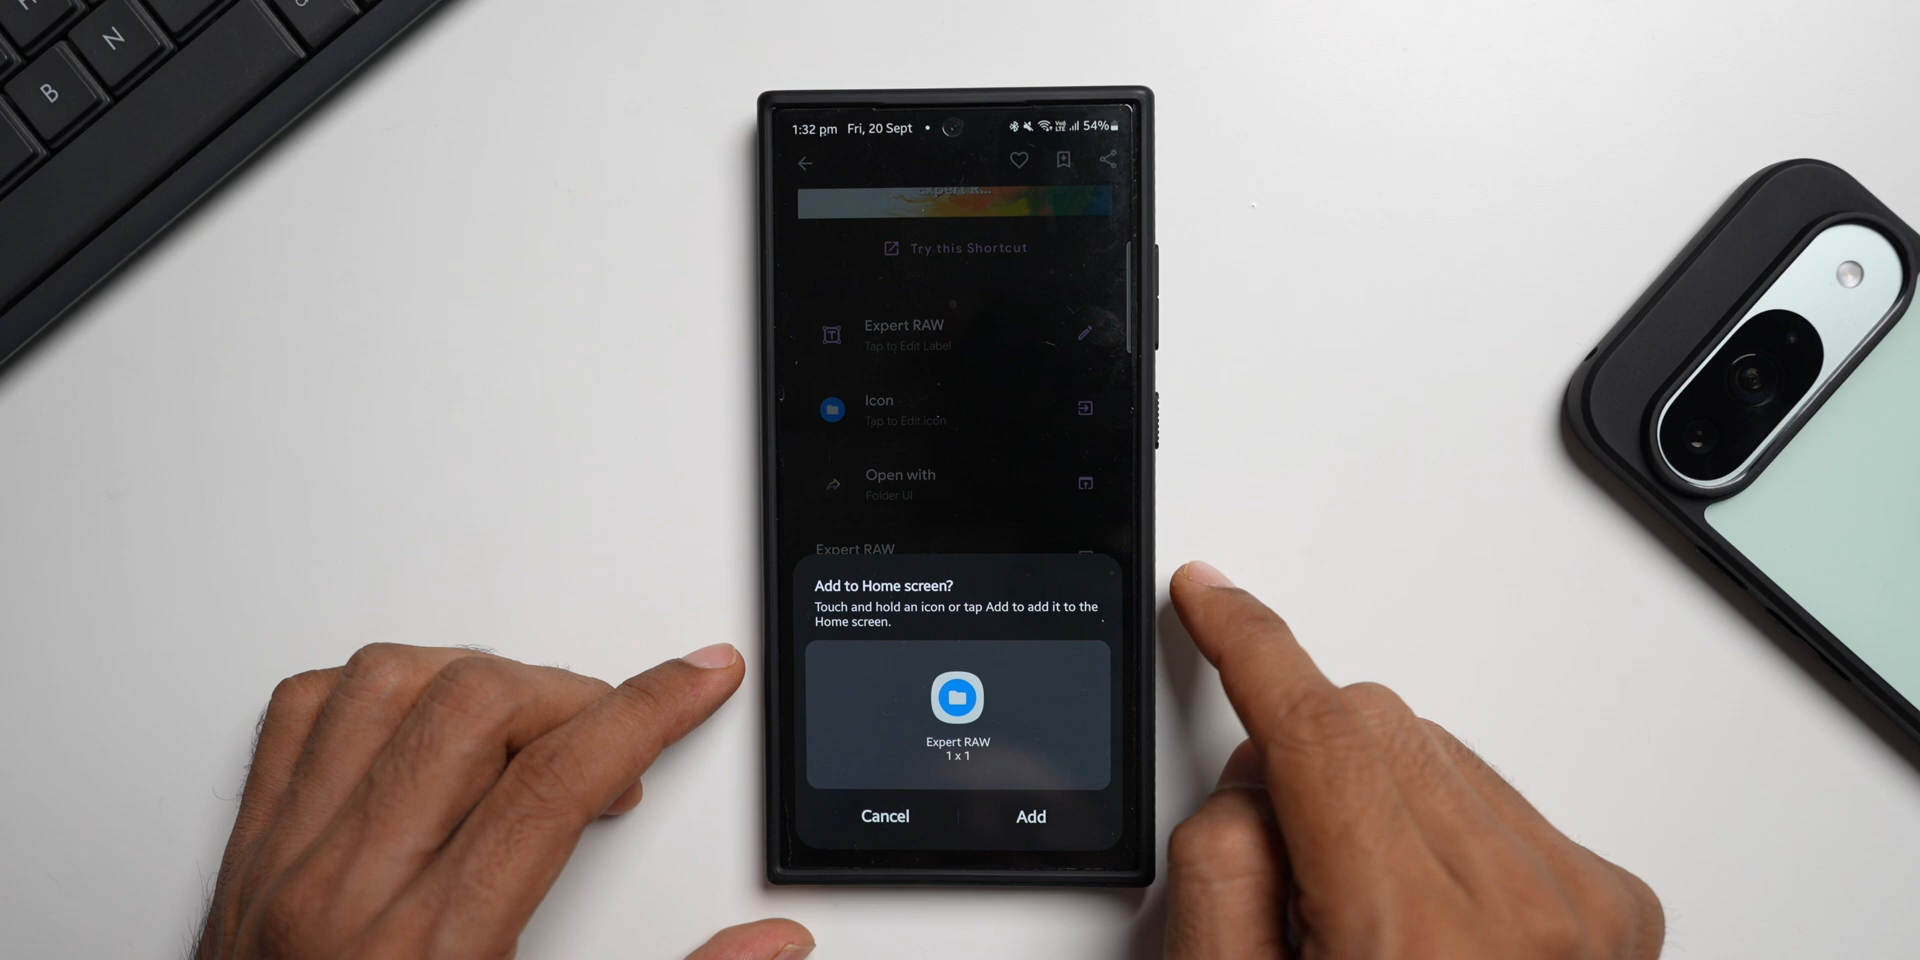 N
B
1:32 pm Fri, 20 Sept
54%
Expert R...
Try this Shortcut
Expert RAW
Tap to Edit Label
Icon
Tap to Edit icon
Open with
Folder UI
Expert RAW
Add to Home screen?
Touch and hold an icon or tap Add to add it to the
Home screen.
Expert RAW
1 x 1
Cancel
Add